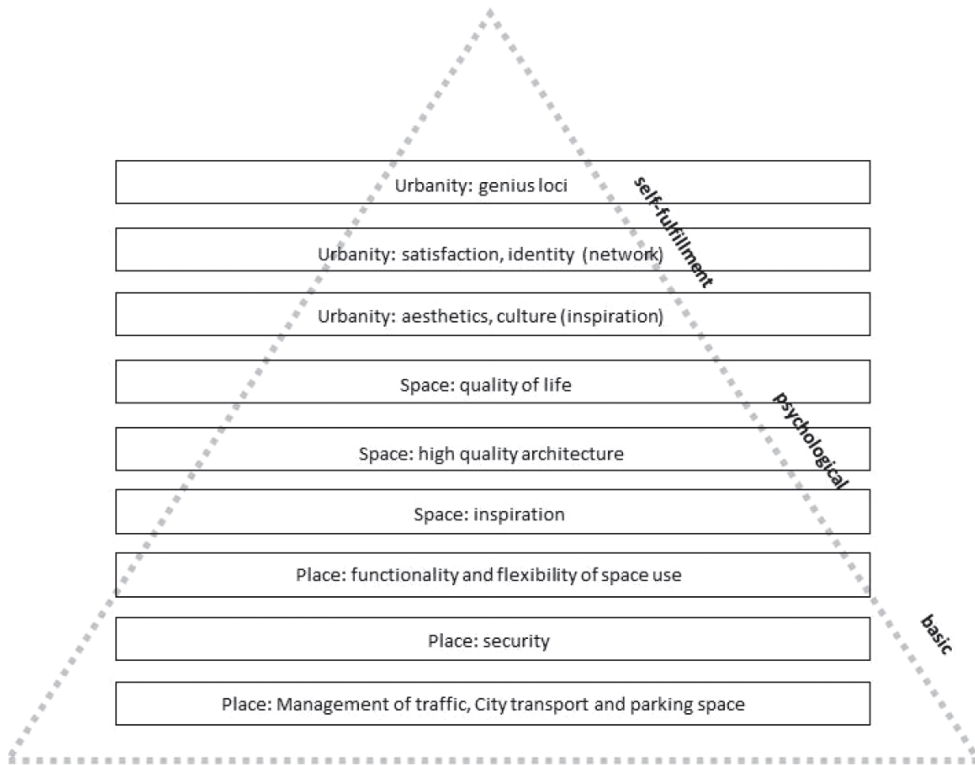 Urbanity: genius loci
self-fulfillment
Urbanity: satisfaction, identity (network)
Urbanity: aesthetics, culture (inspiration)
Space: quality of life
psychological
Space: high quality architecture
Space: inspiration
Place: functionality and flexibility of space use
basic
Place: security
Place: Management of traffic, City transport and parking space